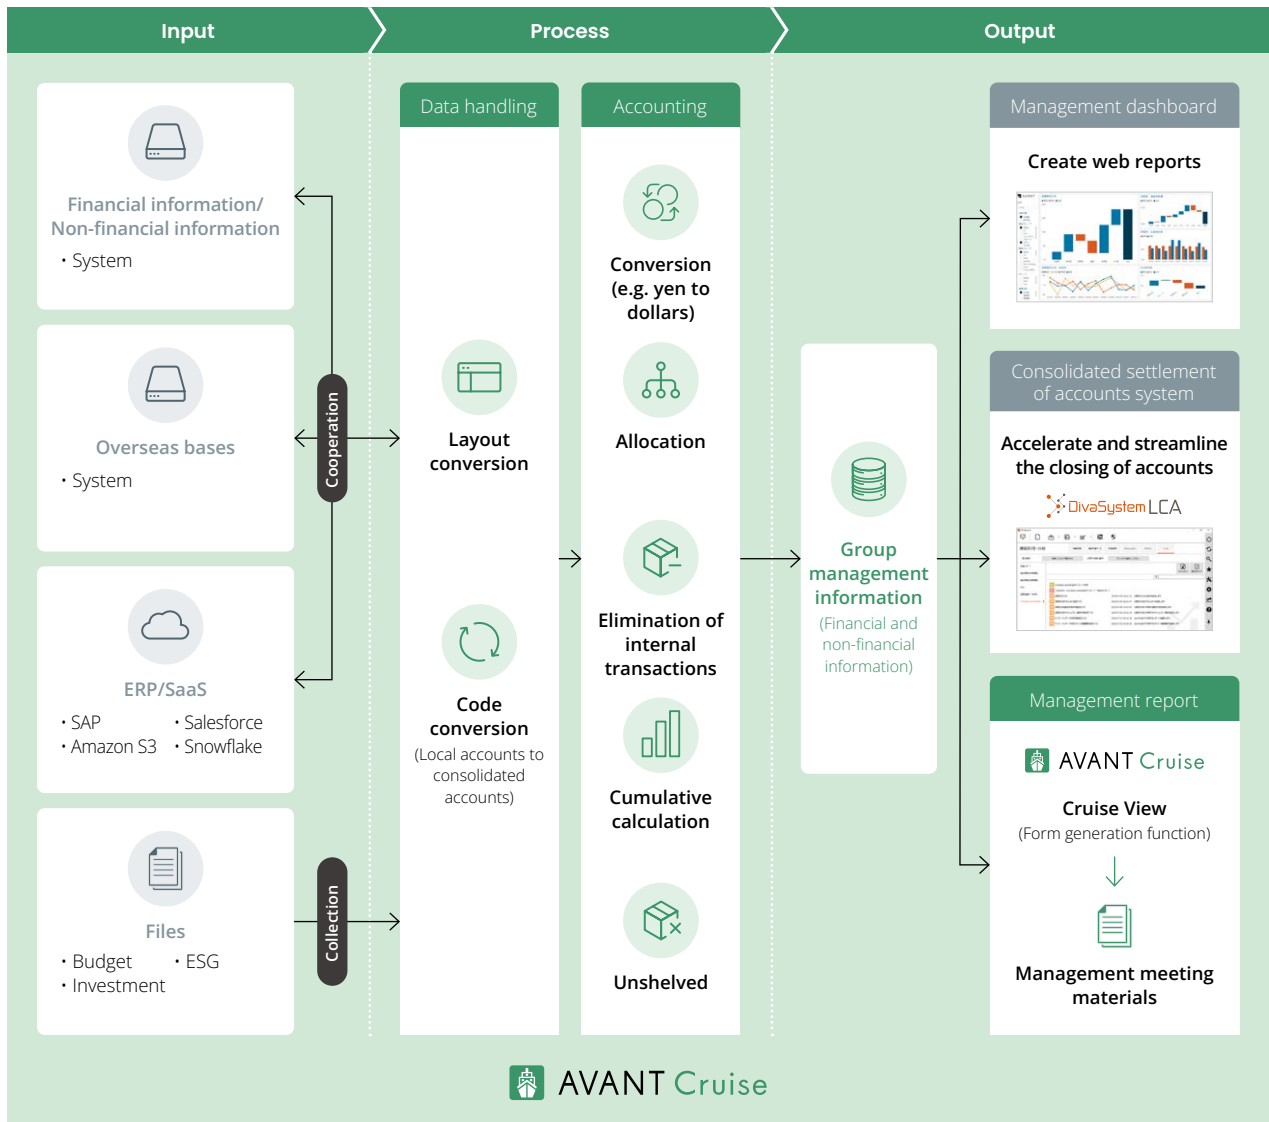 Input
Process
Output
Financial information/
Non-financial information
・System
Overseas bases
・System
ERP/SaaS
・SAP
・Salesforce
・Amazon S3
・Snowflake
Files
・Budget
・ESG
・Investment
Cooperation
Collection
Data handling
Layout
conversion
Code
conversion
(Local accounts to
consolidated
accounts)
Accounting
Conversion
(e.g. yen to
dollars)
Allocation
Elimination of
internal
transactions
Cumulative
calculation
Unshelved
Group
management
information
(Financial and
non-financial
information)
Management dashboard
Create web reports
Consolidated settlement
of accounts system
Accelerate and streamline
the closing of accounts
DivaSystem LCA
Management report
AVANT Cruise
Cruise View
(Form generation function)
Management meeting
materials
AVANT Cruise